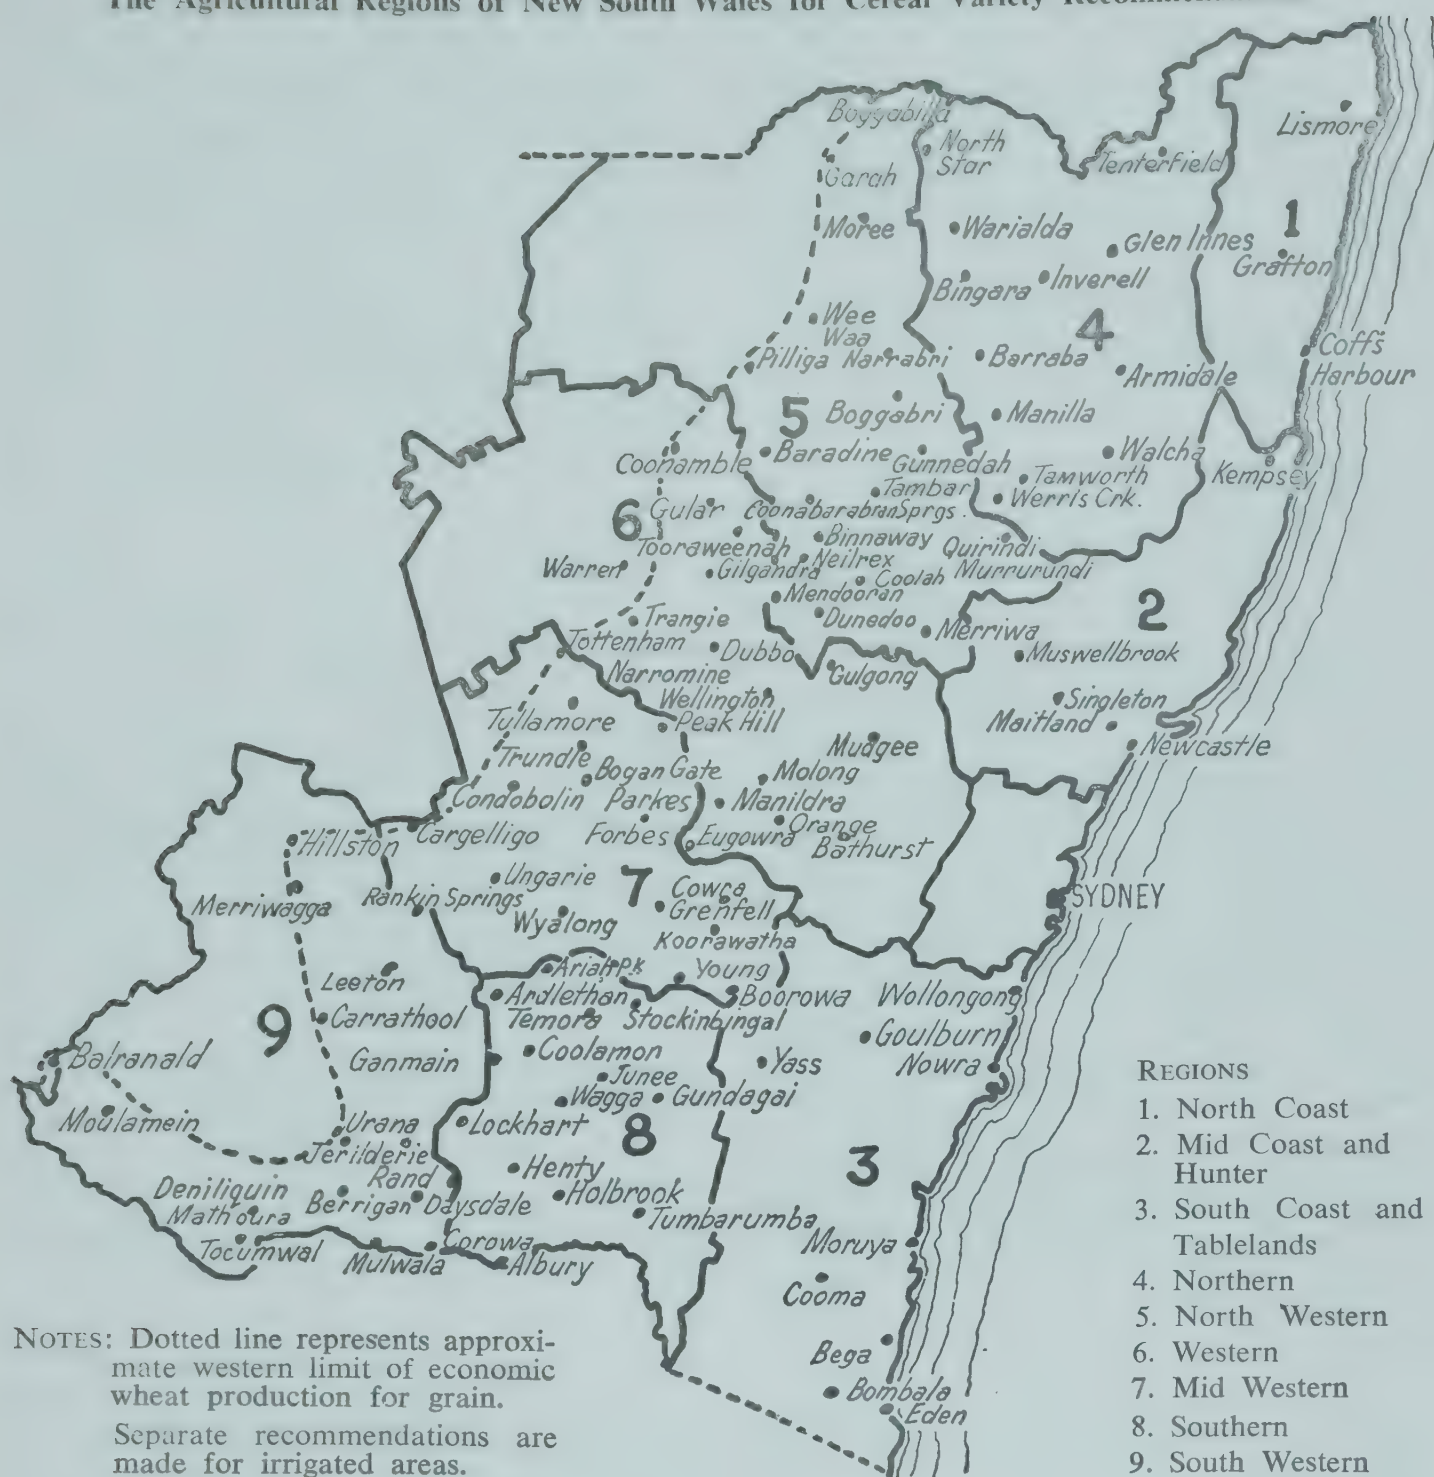 The Agricultural Regions of New South Wales for Cereal Variety
Boggabilla
Lismore
North
Star
Tenterfield
Garah
1
Moree
Warialda
Glen Innes
Grafton
Bingara
Inverell
Wee
Waa
4
Coffs
Harbour
Pilliga
Narrabri
Barraba
Armidale
5
Boggabri
Manilla
Coonamble
Baradine
Gunnedah
Walcha
Kempsey
Tamworth
Tambar
Sprgs.
Werris Crk.
6
Gular
Coonabarabran
Tooraweenah
Binnaway
Quirindi
Warren
Gilgandra
Neilrex
Coolah
Murrurundi
Mendooran
2
Trangie
Dunedoo
Merriwa
Tottenham
Dubbo
Muswellbrook
Narromine
Gulgong
Wellington
Singleton
Tullamore
Peak Hill
Maitland
Mudgee
Newcastle
Trundle
Bogan Gate
Molong
Condobolin
Parkes
Manildra
Hillston
Cargelligo
Forbes
Eugowra
Orange
Bathurst
Ungarie
7
Cowra
SYDNEY
Merriwagga
Rankin Springs
Grenfell
Wyalong
Koorawatha
Ariah Pk
Young
Leeton
Ardlethan
Boorowa
Wollongong
9
Carrathool
Temora
Stockinbingal
Goulburn
Balranald
Ganmain
Coolamon
Yass
Nowra
Junee
Wagga
Gundagai
Moulamein
Urana
Lockhart
8
Jerilderie
Henty
3
Rand
Deniliquin
Berrigan
Daysdale
Holbrook
Mathoura
Tumbarumba
Moruya
Tocumwal
Mulwala
Corowa
Albury
Cooma
Bega
Bombala
Eden
NOTES: Dotted line represents approxi-
mate western limit of economic
wheat production for grain.
Separate recommendations are
made for irrigated areas.
REGIONS
1. North Coast
2. Mid Coast and
Hunter
3. South Coast and
Tablelands
4. Northern
5. North Western
6. Western
7. Mid Western
8. Southern
9. South Western